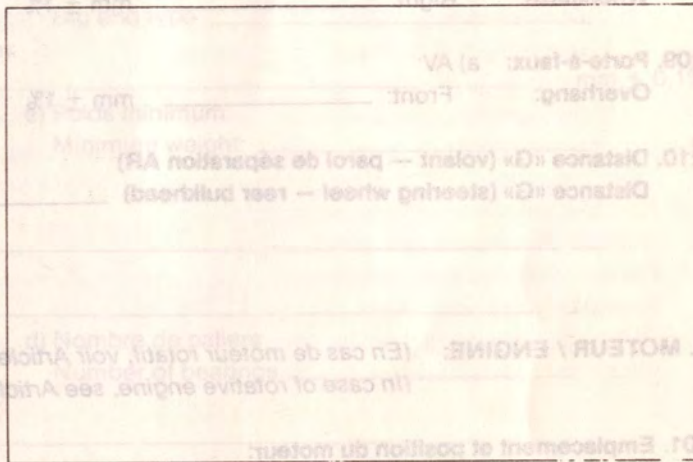 09. Porte-à-faux: a) AV
Overhang: Front: mm ± 1%
Poids minimum
Minimum weight
10. Distance «G» (volant — paroi de séparation AR)
Distance «G» (steering wheel — rear bulkhead)
d) Nombre de paliers
Number of bearings
. MOTEUR / ENGINE: (En cas de moteur rotatif, voir Article
(In case of rotative engine, see Article
01. Emplacement et position du moteur: